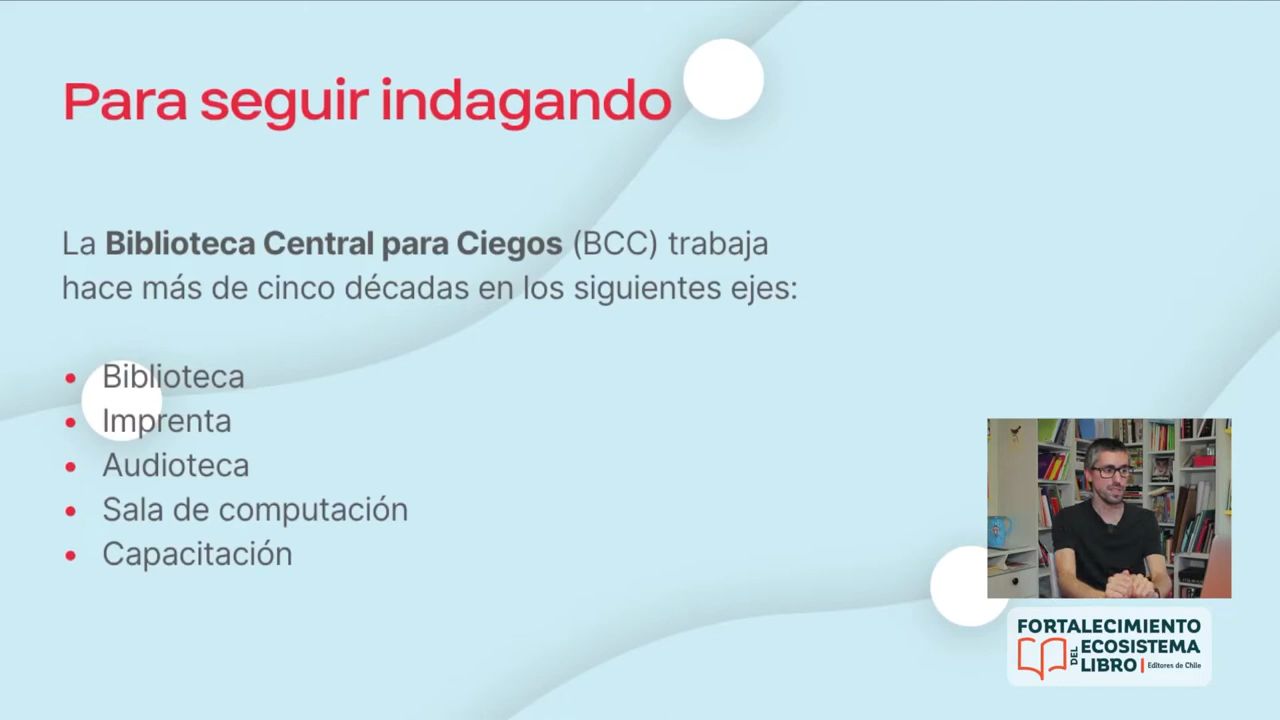 Para seguir indagando
La Biblioteca Central para Ciegos (BCC) trabaja
hace más de cinco décadas en los siguientes ejes:
• Biblioteca
• Imprenta
• Audioteca
• Sala de computación
• Capacitación
FORTALECIMIENTO
DEL ECOSISTEMA
LIBRO | Editores de Chile